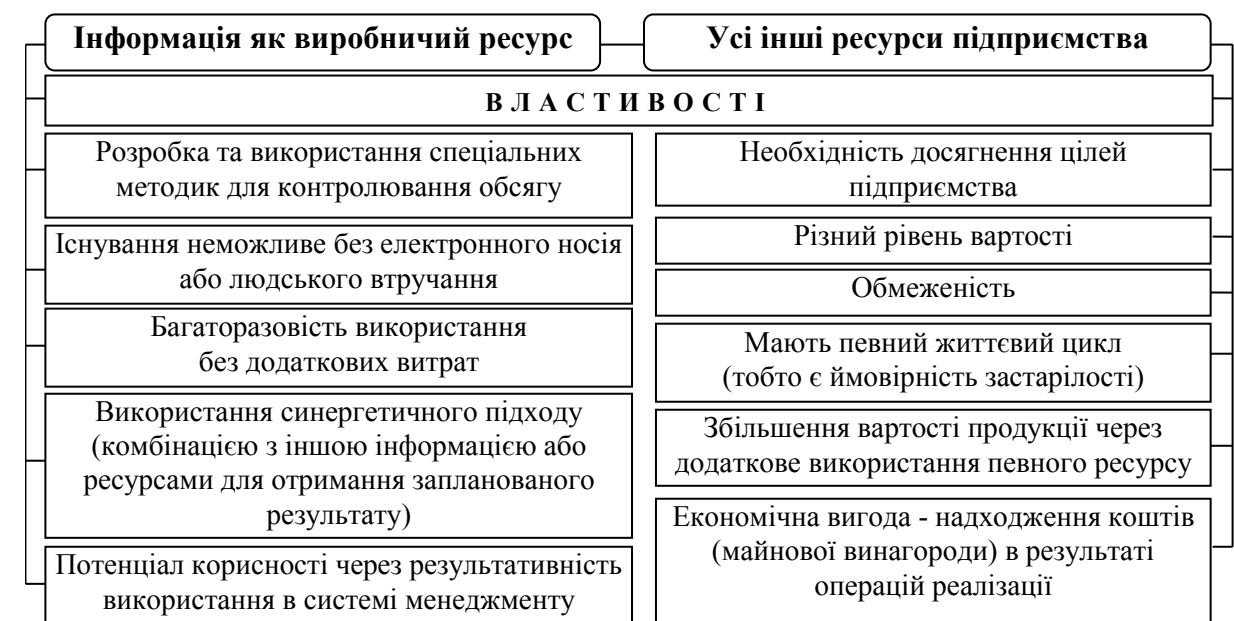 Інформація як виробничий ресурс
Усі інші ресурси підприємства
В Л А С Т И В О С Т І
Розробка та використання спеціальних
методик для контролювання обсягу
Існування неможливе без електронного носія
або людського втручання
Багаторазовість використання
без додаткових витрат
Використання синергетичного підходу
(комбінацією з іншою інформацією або
ресурсами для отримання запланованого
результату)
Потенціал корисності через результативність
використання в системі менеджменту
Необхідність досягнення цілей
підприємства
Різний рівень вартості
Обмеженість
Мають певний життєвий цикл
(тобто є ймовірність застарілості)
Збільшення вартості продукції через
додаткове використання певного ресурсу
Економічна вигода - надходження коштів
(майнової винагороди) в результаті
операцій реалізації